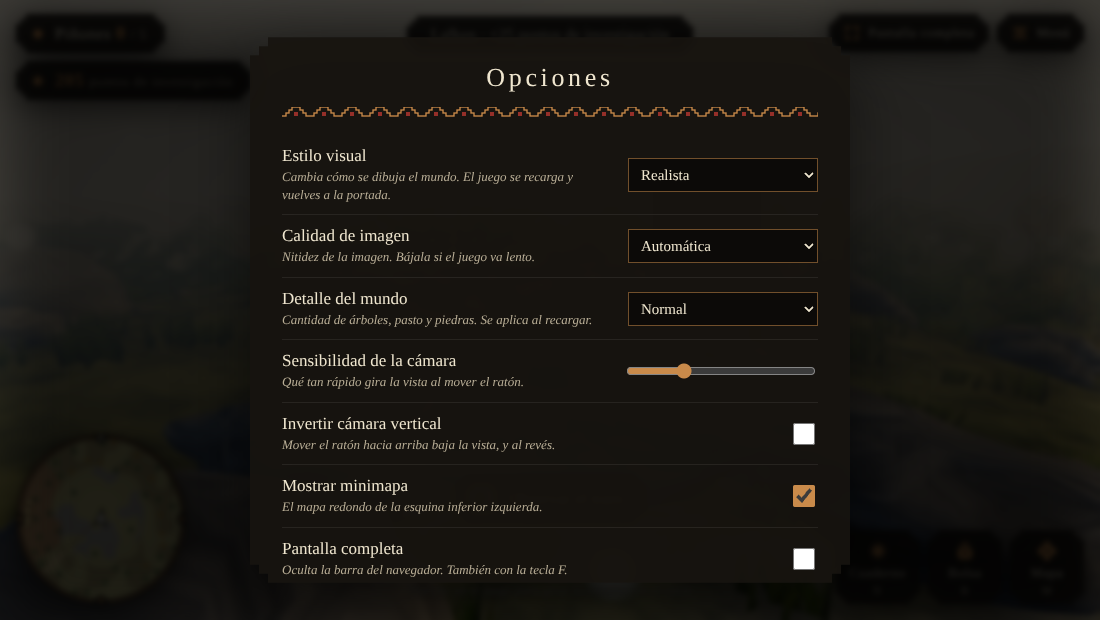 Opciones
Estilo visual
Cambia cómo se dibuja el mundo. El juego se recarga y
vuelves a la portada.
Realista
Calidad de imagen
Nitidez de la imagen. Bájala si el juego va lento.
Automática
Detalle del mundo
Cantidad de árboles, pasto y piedras. Se aplica al recargar.
Normal
Sensibilidad de la cámara
Qué tan rápido gira la vista al mover el ratón.
Invertir cámara vertical
Mover el ratón hacia arriba baja la vista, y al revés.
Mostrar minimapa
El mapa redondo de la esquina inferior izquierda.
Pantalla completa
Oculta la barra del navegador. También con la tecla F.